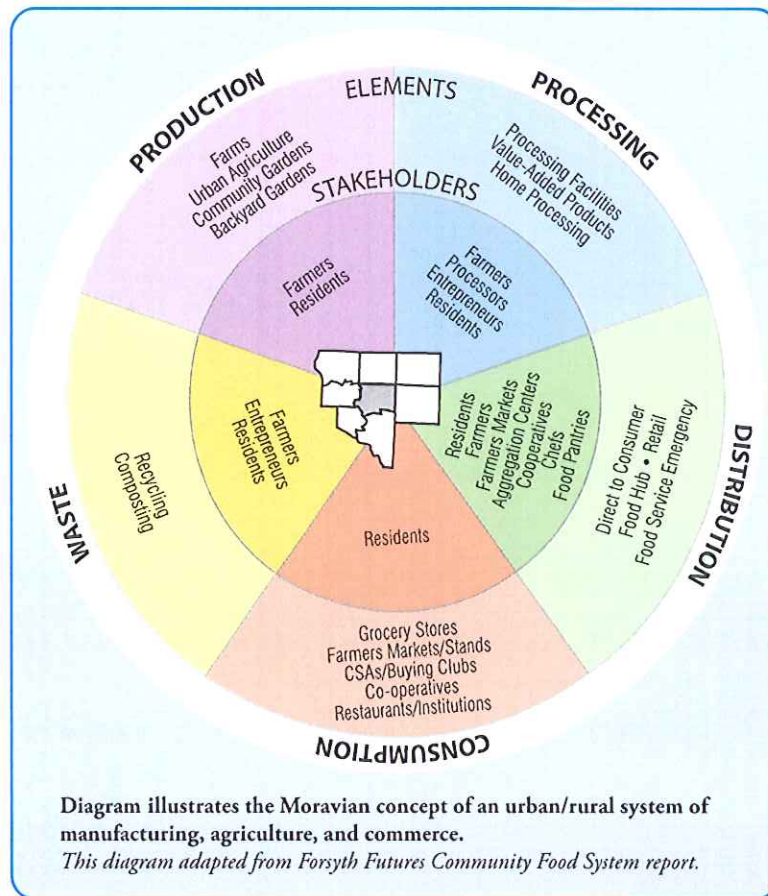 ELEMENTS
STAKEHOLDERS
PRODUCTION
Farms
Urban Agriculture
Community Gardens
Backyard Gardens
Farmers
Residents
PROCESSING
Processing Facilities
Value-Added Products
Home Processing
Farmers
Processors
Entrepreneurs
Residents
DISTRIBUTION
Direct to Consumer
Food Hub • Retail
Food Service Emergency
Residents
Farmers
Farmers Markets
Aggregation Centers
Cooperatives
Chefs
Food Pantries
CONSUMPTION
Residents
Grocery Stores
Farmers Markets/Stands
CSAs/Buying Clubs
Co-operatives
Restaurants/Institutions
WASTE
Recycling
Composting
Farmers
Entrepreneurs
Residents
Diagram illustrates the Moravian concept of an urban/rural system of
manufacturing, agriculture, and commerce.
This diagram adapted from Forsyth Futures Community Food System report.